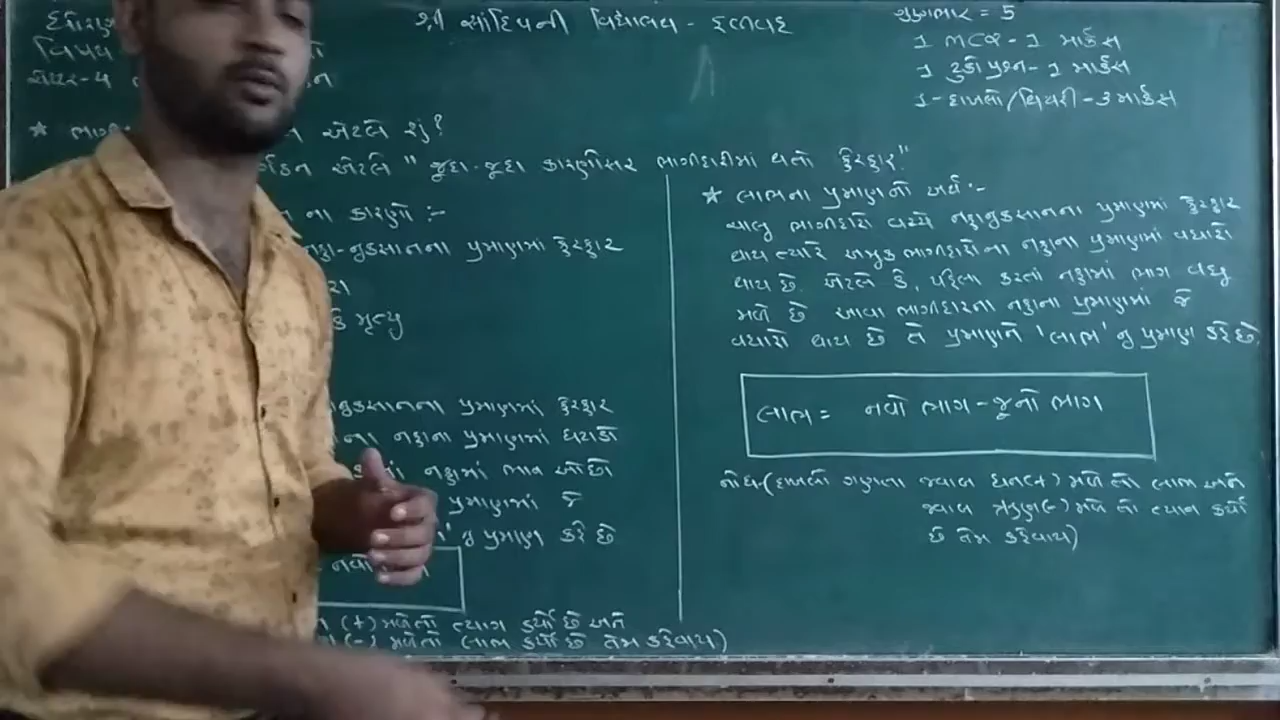 શ્રી સાંદિપની વિદ્યાલય - હળવદ
ગુણભાર = 5
1 MCQ - 1 માર્કસ
1 ટુકો પ્રશ્ન - 1 માર્કસ
1 - દાખલો/થિયરી - 3 માર્કસ
વિષય
ચેપ્ટર-4
★ ભાગી
એટલે શું?
એટલે "જૂદા-જૂદા કારણોસર ભાગીદારીમાં થતો ફેરફાર!"
ના કારણો :-
નફા-નુકસાનના પ્રમાણમાં ફેરફાર
મૃત્યુ
નુકસાનના પ્રમાણમાં ફેરફાર
ના નફાના પ્રમાણમાં ઘટાડો
નફામાં ભાગ ઓછો
પ્રમાણમાં જે
નુ પ્રમાણ કહે છે
નવો
(+) મળેતો ત્યાગ કર્યો છે અને
(-) મળેતો લાભ કર્યો છે તેમ કહેવાય)
★ લાભના પ્રમાણનો અર્થ :-
ચાલુ ભાગીદારો વચ્ચે નફાનુકસાનના પ્રમાણમાં ફેરફાર
થાય ત્યારે અમુક ભાગીદારોના નફાના પ્રમાણમાં વધારો
થાય છે. એટલે કે, પહેલા કરતાં નફામાં ભાગ વધુ
મળે છે આવા ભાગીદારના નફાના પ્રમાણમાં જે
વધારો થાય છે તે પ્રમાણને 'લાભ' નુ પ્રમાણ કહે છે.
લાભ = નવો ભાગ - જૂનો ભાગ
નોંધ-(દાખલો ગણતા જવાબ ધન(+) મળે તો લાભ અને
જવાબ ઋણ(-) મળે તો ત્યાગ કર્યો
છે તેમ કહેવાય)